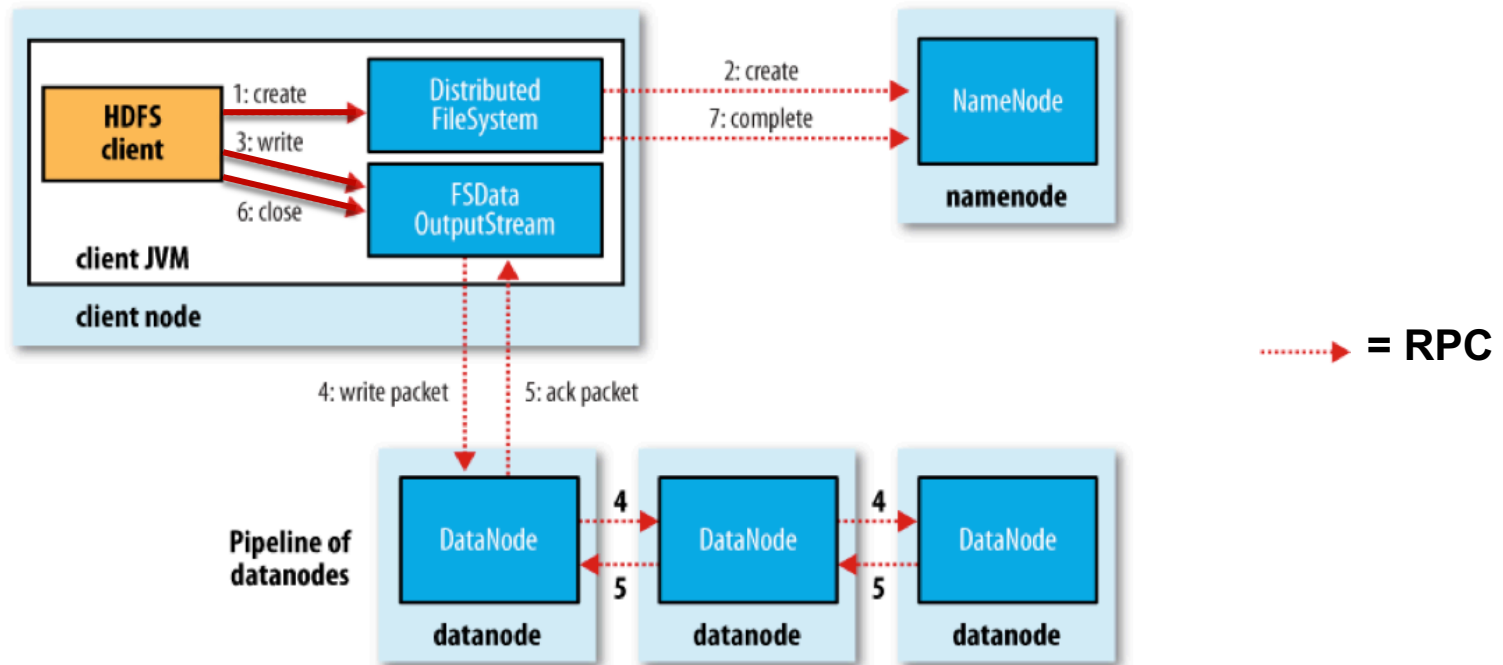 HDFS
client
1: create
3: write
6: close
Distributed
FileSystem
FSData
OutputStream
client JVM
client node
2: create
7: complete
NameNode
namenode
= RPC
4: write packet
5: ack packet
Pipeline of
datanodes
DataNode
datanode
4
5
DataNode
datanode
4
5
DataNode
datanode